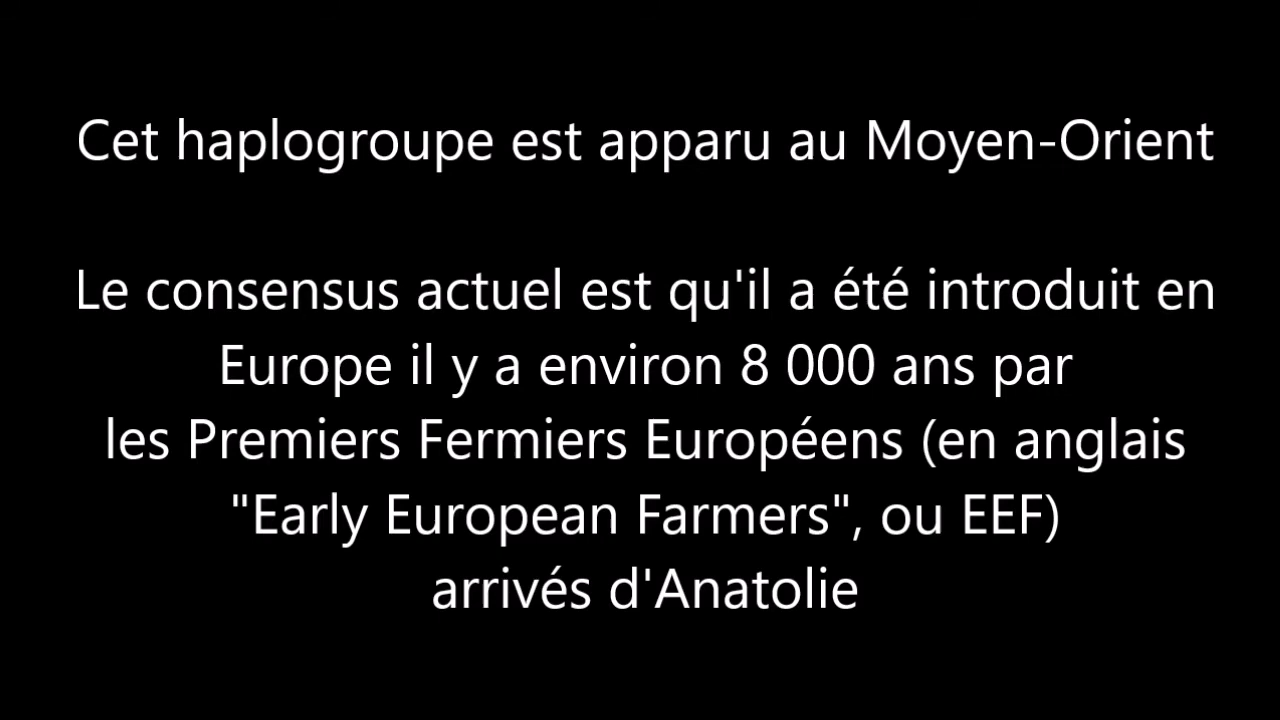 Cet haplogroupe est apparu au Moyen-Orient
Le consensus actuel est qu'il a été introduit en
Europe il y a environ 8 000 ans par
les Premiers Fermiers Européens (en anglais
"Early European Farmers", ou EEF)
arrivés d'Anatolie